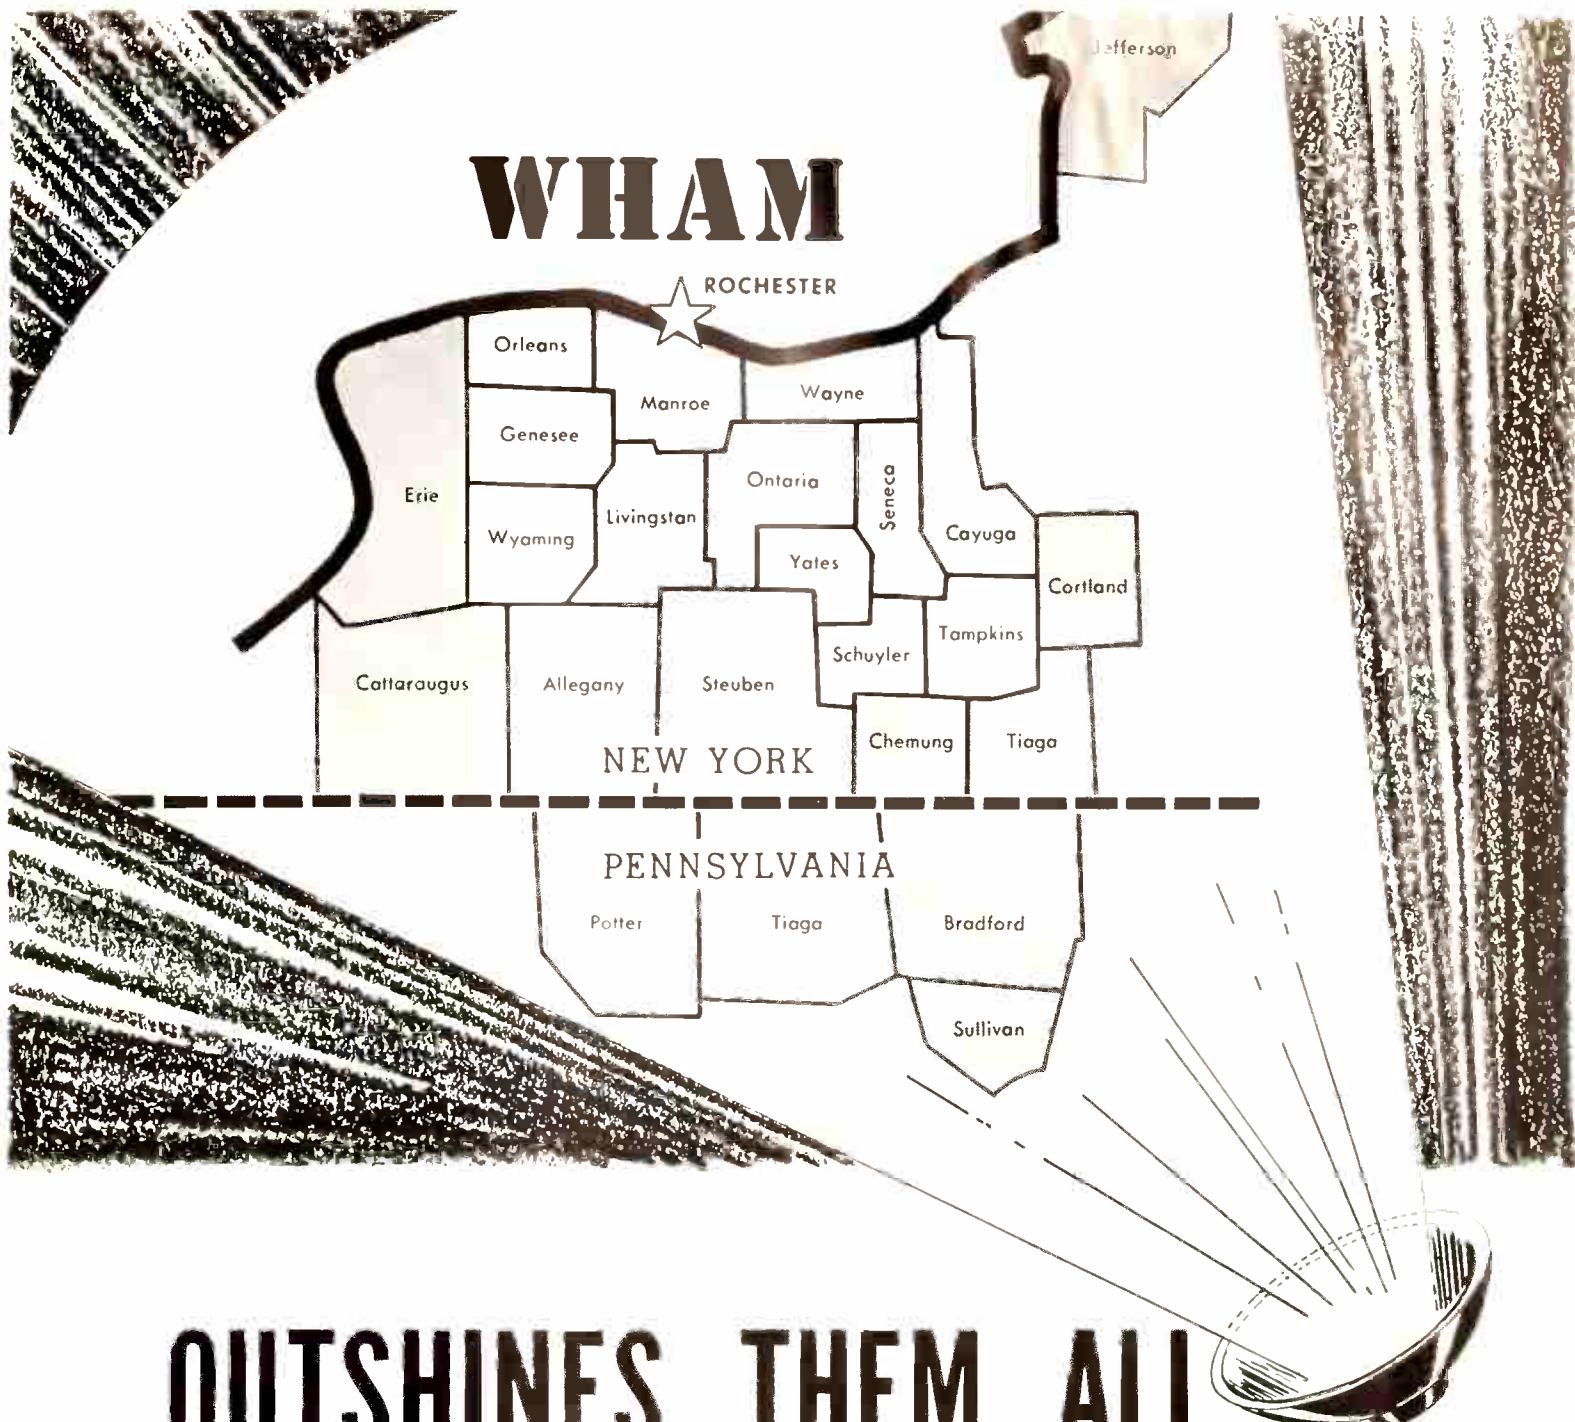 Jefferson
WHAM
ROCHESTER
Orleans
Manroe
Wayne
Genesee
Ontaria
Seneca
Erie
Livingstan
Wyaming
Cayuga
Yates
Cortland
Tampkins
Schuyler
Cattaraugus
Allegany
Steuben
Chemung
Tiaga
NEW YORK
PENNSYLVANIA
Potter
Tiaga
Bradford
Sullivan
OUTSHINES THEM ALL